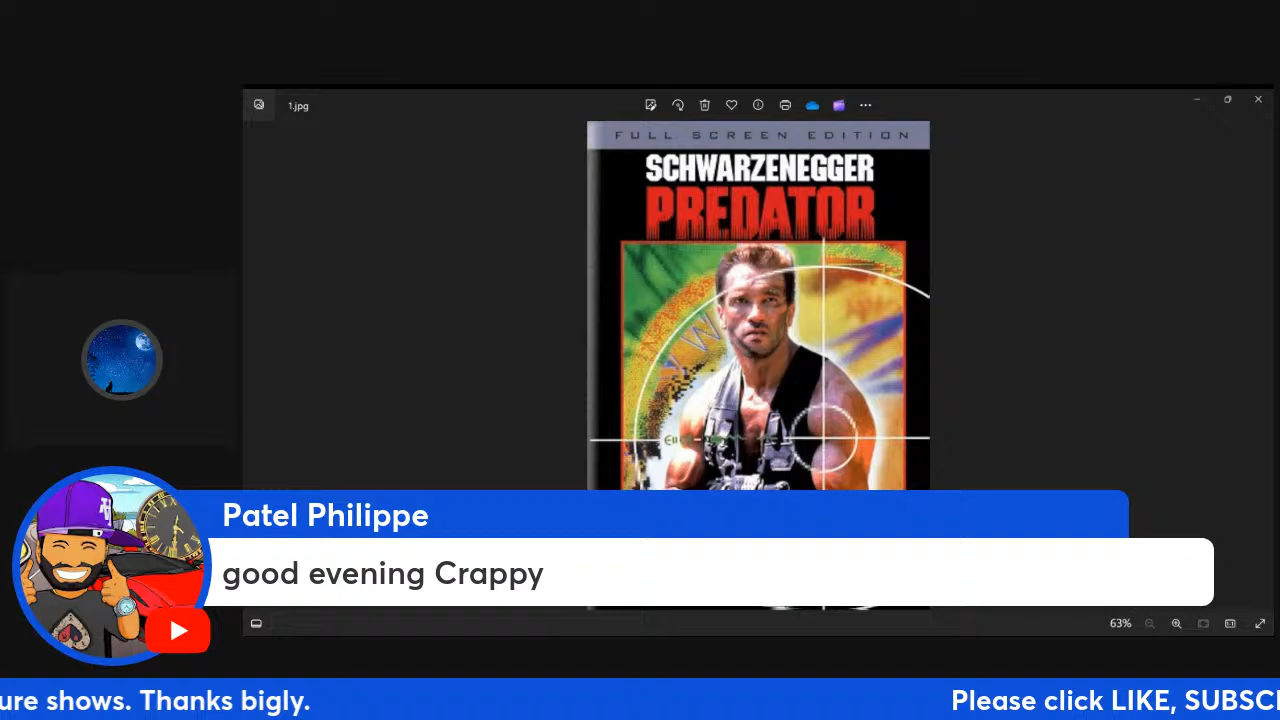 1.jpg
FULL SCREEN EDITION
SCHWARZENEGGER
PREDATOR
Patel Philippe
good evening Crappy
63%
ure shows. Thanks bigly.
Please click LIKE, SUBSC